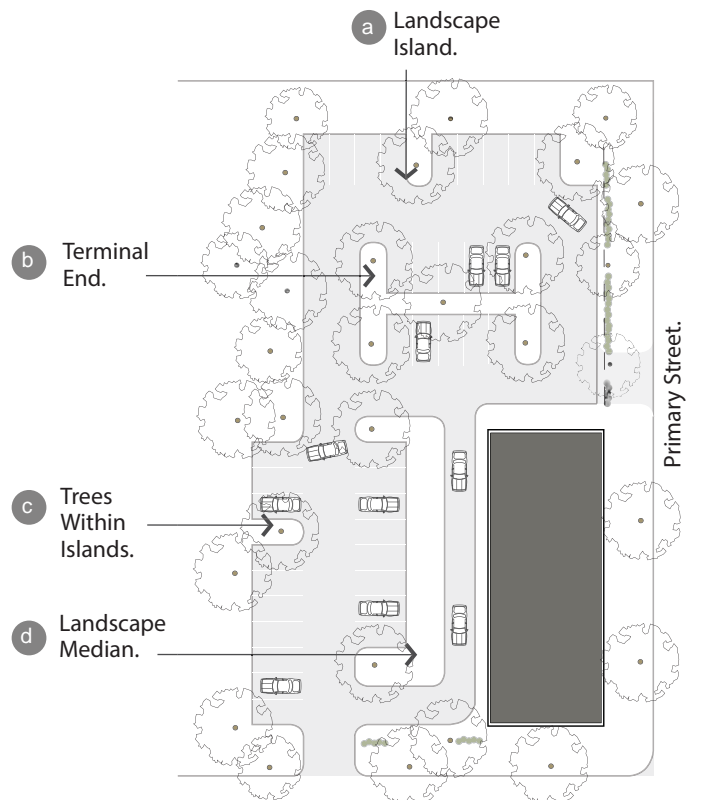 a Landscape
Island.
b Terminal
End.
c Trees
Within
Islands.
d Landscape
Median.
Primary Street.